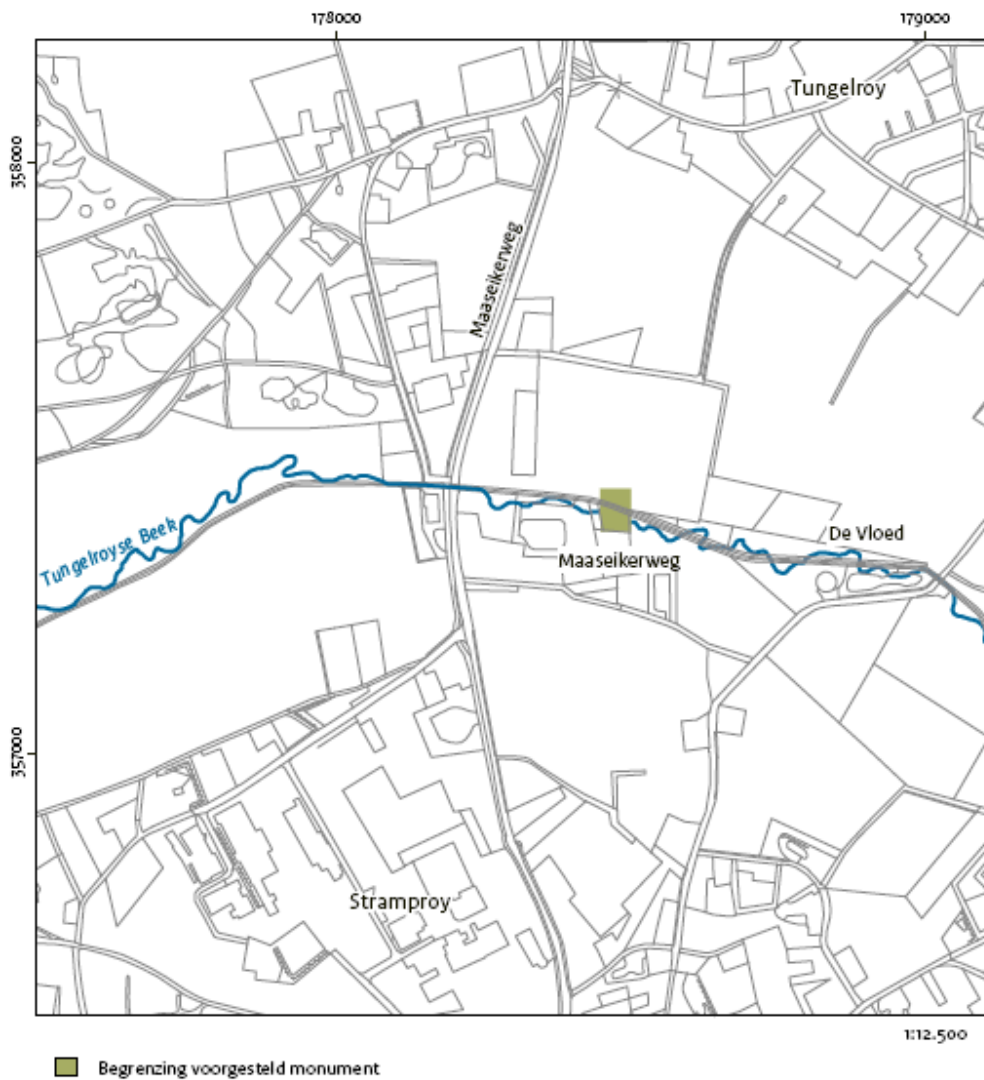 178000
179000
Tungelroy
358000
Maaseikerweg
Tungelroyse Beek
De Vloed
Maaseikerweg
357000
Stramproy
1:12.500
Begrenzing voorgesteld monument